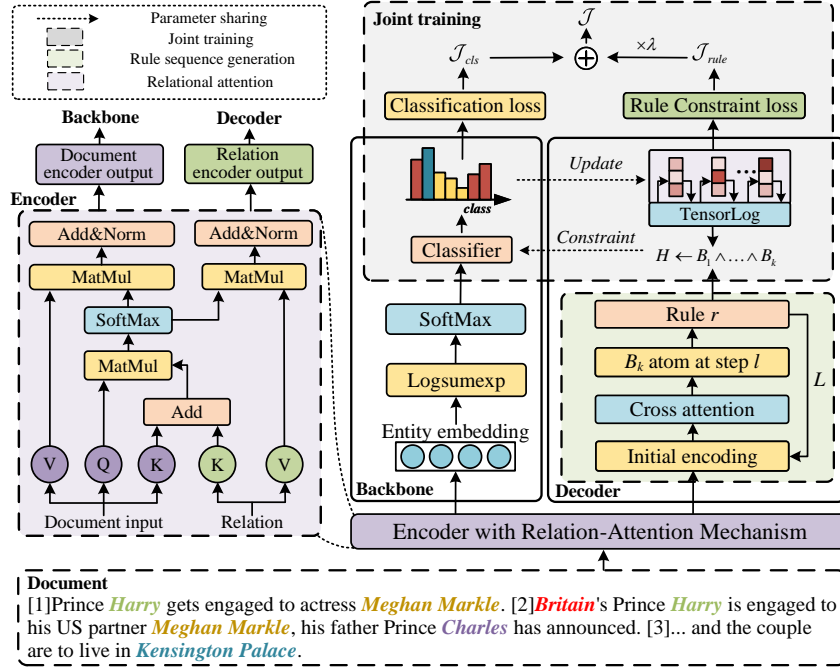 Parameter sharing
Joint training
Rule sequence generation
Relational attention
Backbone
Decoder
Document encoder output
Relation encoder output
Encoder
Add&Norm
Add&Norm
MatMul
MatMul
SoftMax
MatMul
Add
V
Q
K
K
V
Document input
Relation
Joint training
𝒥
𝒥cls
×λ
𝒥rule
Classification loss
Rule Constraint loss
class
Update
...
TensorLog
Classifier
Constraint
H ← B1 ∧ … ∧ Bk
SoftMax
Logsumexp
Entity embedding
Backbone
Rule r
Bk atom at step l
L
Cross attention
Initial encoding
Decoder
Encoder with Relation-Attention Mechanism
Document
[1]Prince Harry gets engaged to actress Meghan Markle. [2]Britain's Prince Harry is engaged to
his US partner Meghan Markle, his father Prince Charles has announced. [3]... and the couple
are to live in Kensington Palace.